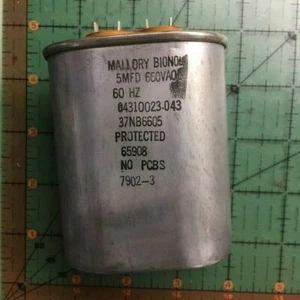 MALLORY BIONOL
5MFD 660VAC
60 HZ
04310023-043
37NB6605
PROTECTED
65908
NO PCBS
7902-3